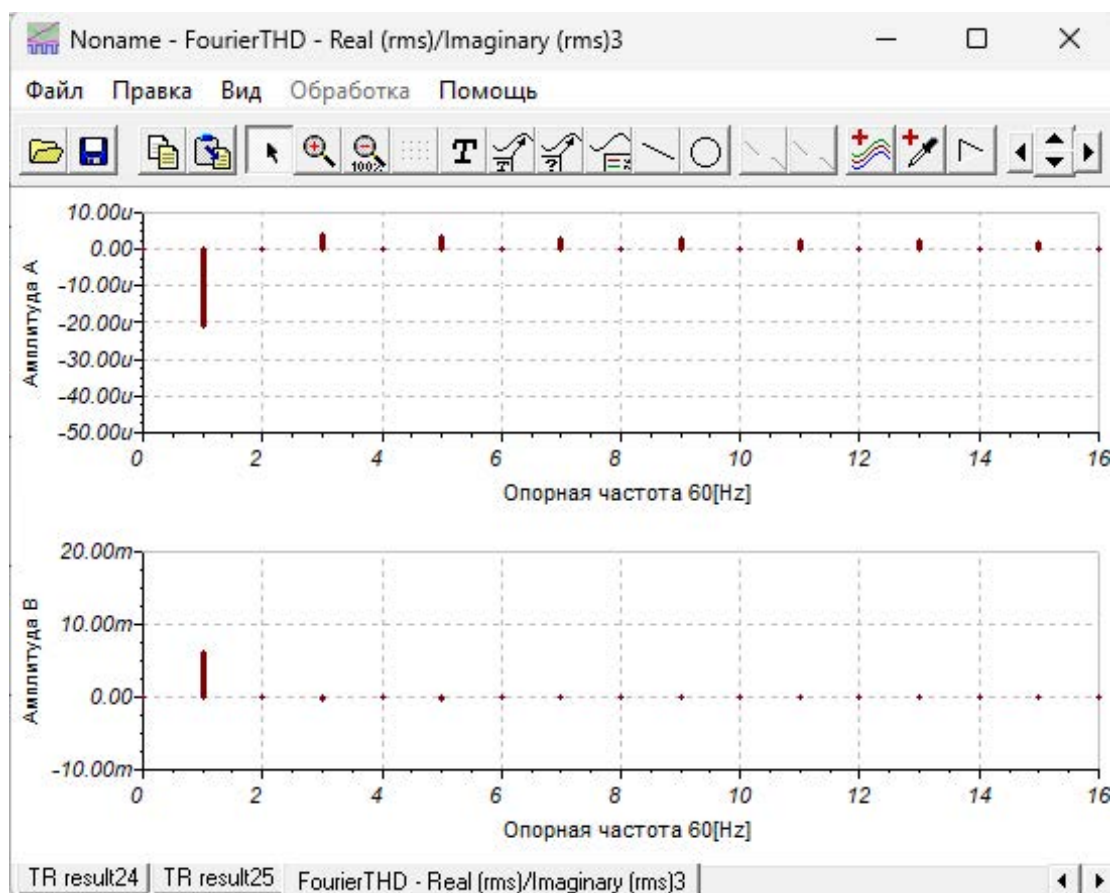 Noname - FourierTHD - Real (rms)/Imaginary (rms)3
Файл Правка Вид Обработка Помощь
100% T T ?
10.00u
0.00
-10.00u
-20.00u
-30.00u
-40.00u
-50.00u
Амплитуда A
0 2 4 6 8 10 12 14 16
Опорная частота 60[Hz]
20.00m
10.00m
0.00
-10.00m
Амплитуда B
0 2 4 6 8 10 12 14 16
Опорная частота 60[Hz]
TR result24 TR result25 FourierTHD - Real (rms)/Imaginary (rms)3